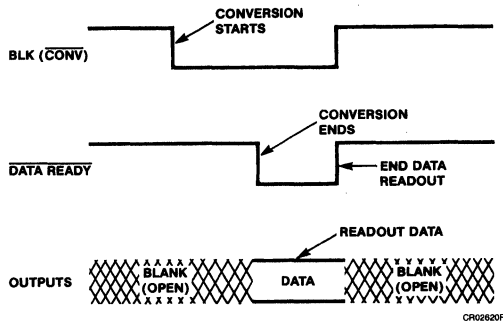 CONVERSION
STARTS
BLK (CONV)
CONVERSION
ENDS
DATA READY
END DATA
READOUT
READOUT DATA
OUTPUTS
BLANK
(OPEN)
DATA
BLANK
(OPEN)
CR02620F